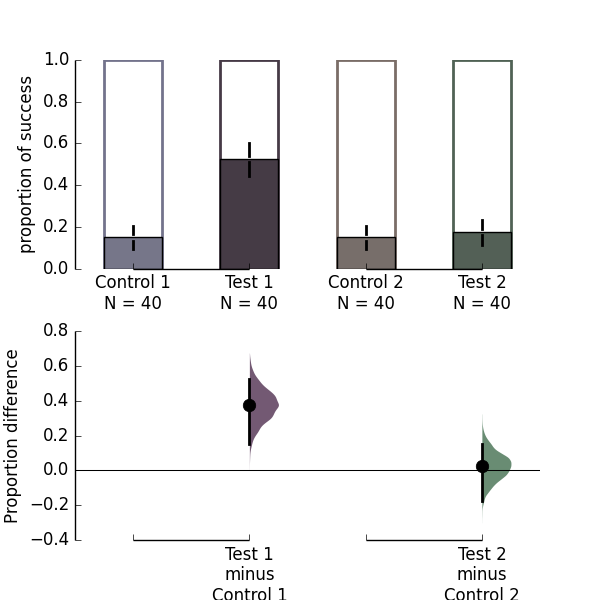 1.0
0.8
0.6
0.4
0.2
0.0
proportion of success
Control 1
N = 40
Test 1
N = 40
Control 2
N = 40
Test 2
N = 40
0.8
0.6
0.4
0.2
0.0
−0.2
−0.4
Proportion difference
Test 1
minus
Control 1
Test 2
minus
Control 2